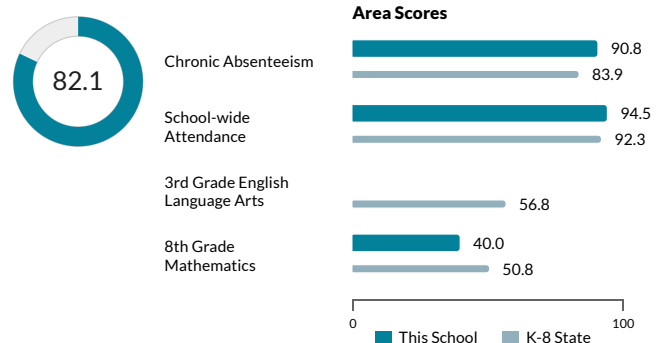 82.1
Area Scores
Chronic Absenteeism
90.8
83.9
School-wide
Attendance
94.5
92.3
3rd Grade English
Language Arts
56.8
8th Grade
Mathematics
40.0
50.8
0
100
This School
K-8 State